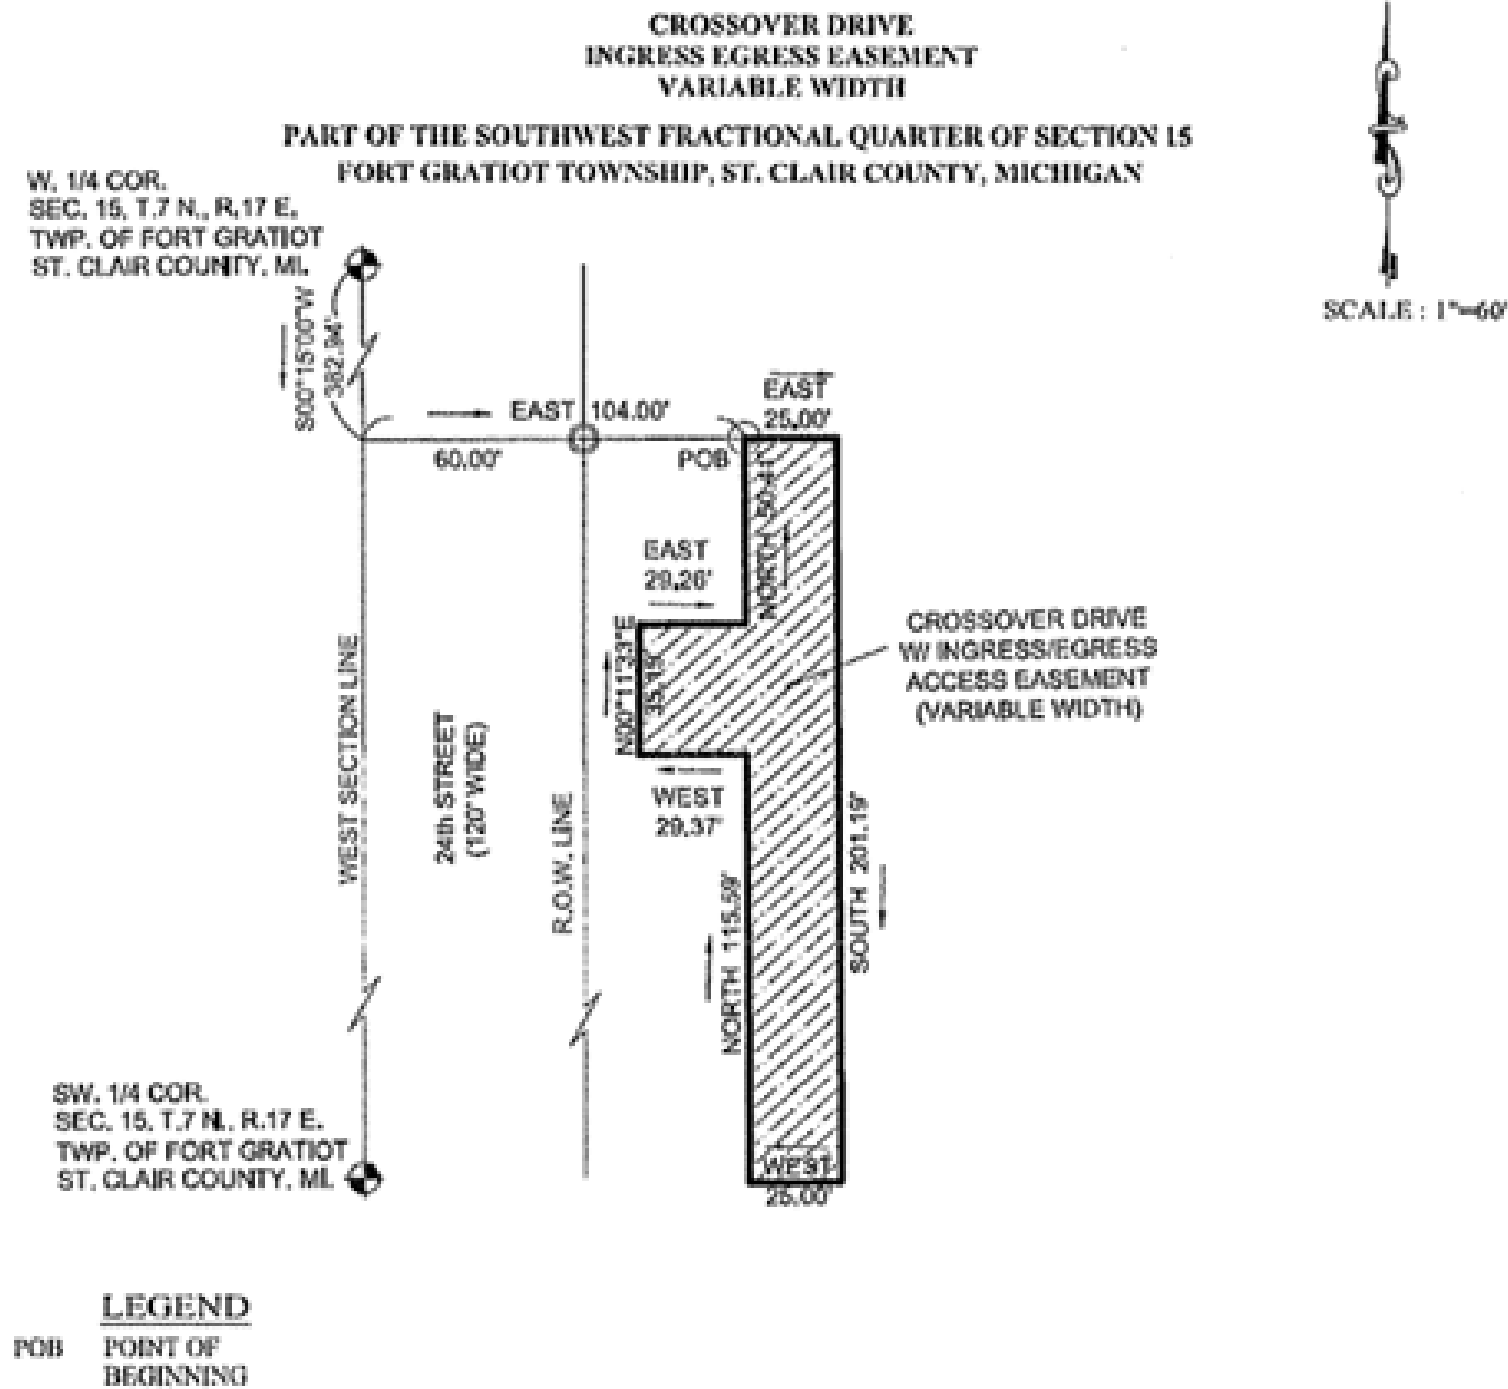 CROSSOVER DRIVE
INGRESS EGRESS EASEMENT
VARIABLE WIDTH
PART OF THE SOUTHWEST FRACTIONAL QUARTER OF SECTION 15
FORT GRATIOT TOWNSHIP, ST. CLAIR COUNTY, MICHIGAN
W. 1/4 COR.
SEC. 15, T.7 N., R.17 E.
TWP. OF FORT GRATIOT
ST. CLAIR COUNTY, MI.
SCALE : 1"=60'
S00°15'00"W
382.94'
EAST 104.00'
60.00'
POB
EAST
25.00'
NORTH 50.41'
EAST
29.26'
N00°11'33"E
35.19'
WEST
29.37'
CROSSOVER DRIVE
W/ INGRESS/EGRESS
ACCESS EASEMENT
(VARIABLE WIDTH)
WEST SECTION LINE
24th STREET
(120' WIDE)
R.O.W. LINE
NORTH 115.59'
SOUTH 201.19'
WEST
25.00'
SW. 1/4 COR.
SEC. 15, T.7 N., R.17 E.
TWP. OF FORT GRATIOT
ST. CLAIR COUNTY, MI.
LEGEND
POB POINT OF
BEGINNING